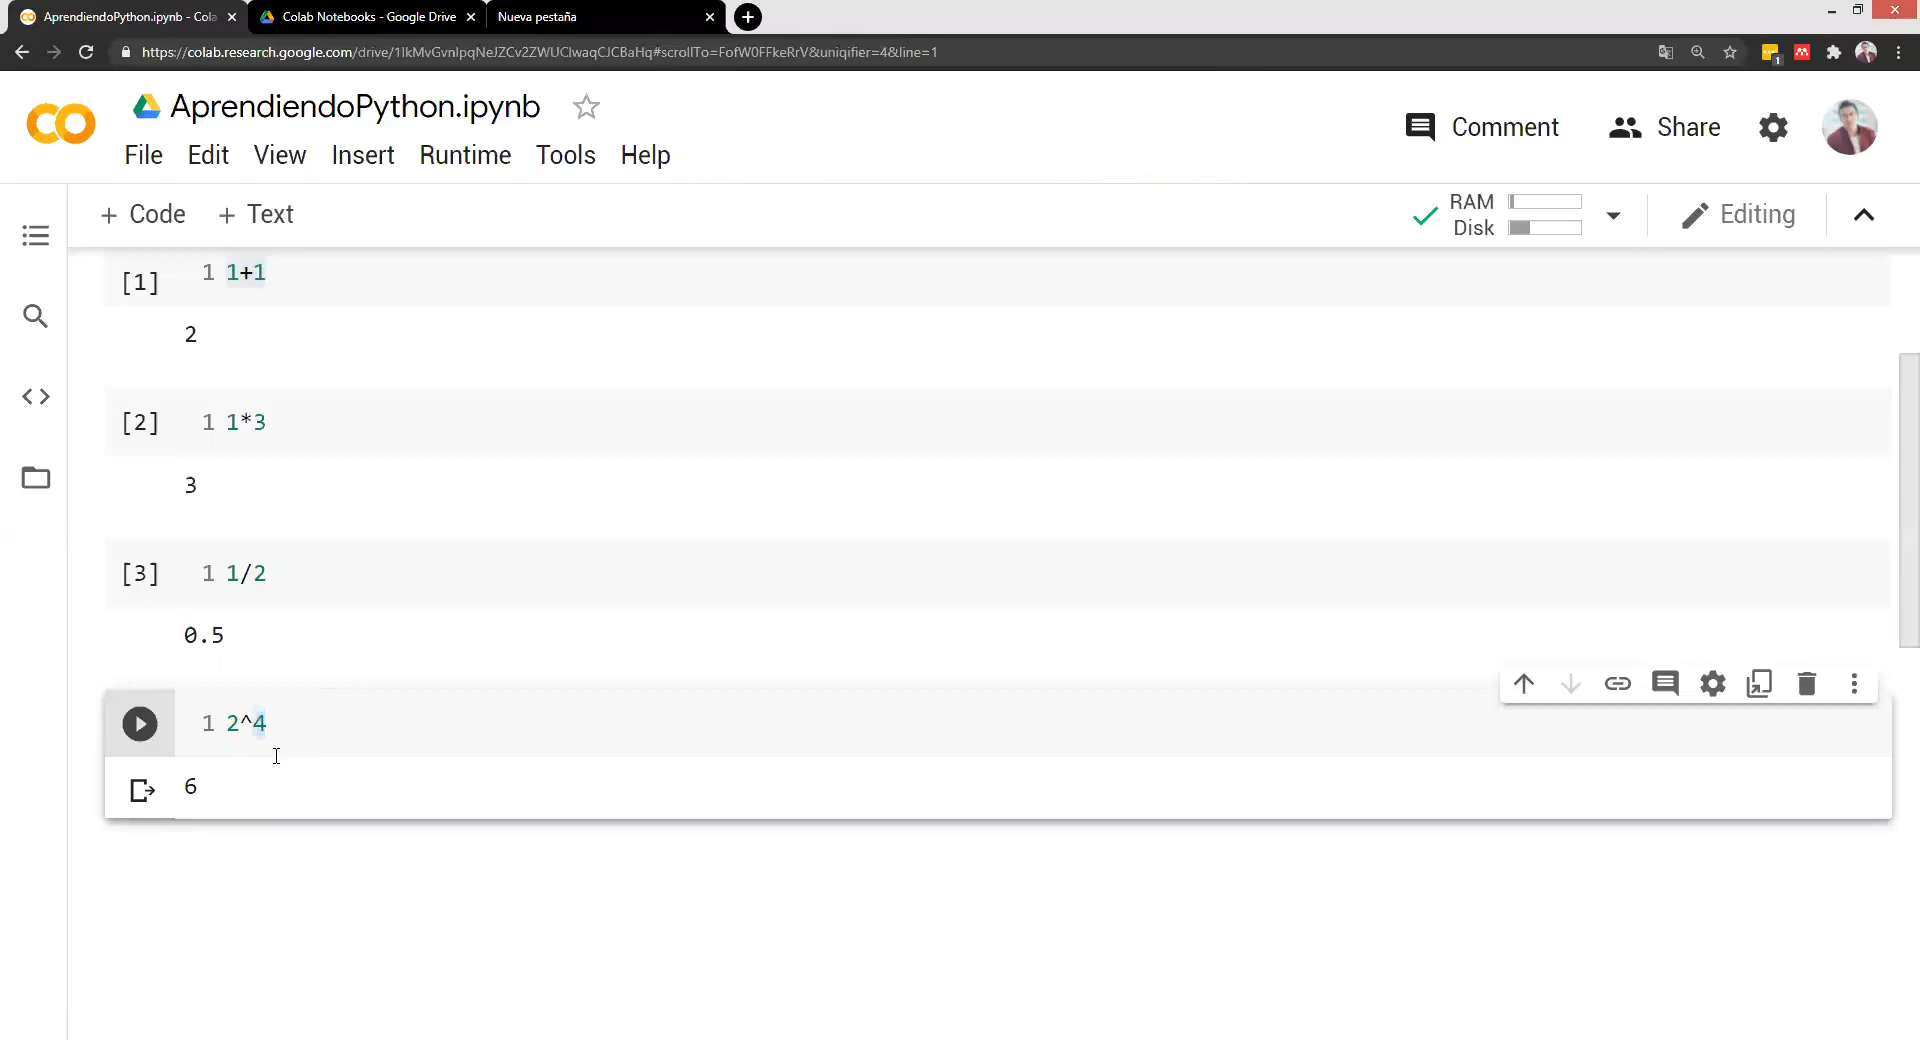 AprendiendoPython.ipynb - Cola
Colab Notebooks - Google Drive
Nueva pestaña
https://colab.research.google.com/drive/1IkMvGvnIpqNeJZCv2ZWUCIwaqCJCBaHq#scrollTo=FofW0FFkeRrV&uniqifier=4&line=1
1
CO AprendiendoPython.ipynb
File Edit View Insert Runtime Tools Help
Comment Share
+ Code + Text
RAM
Disk
Editing
[1] 1 1+1
2
[2] 1 1*3
3
[3] 1 1/2
0.5
1 2^4
6